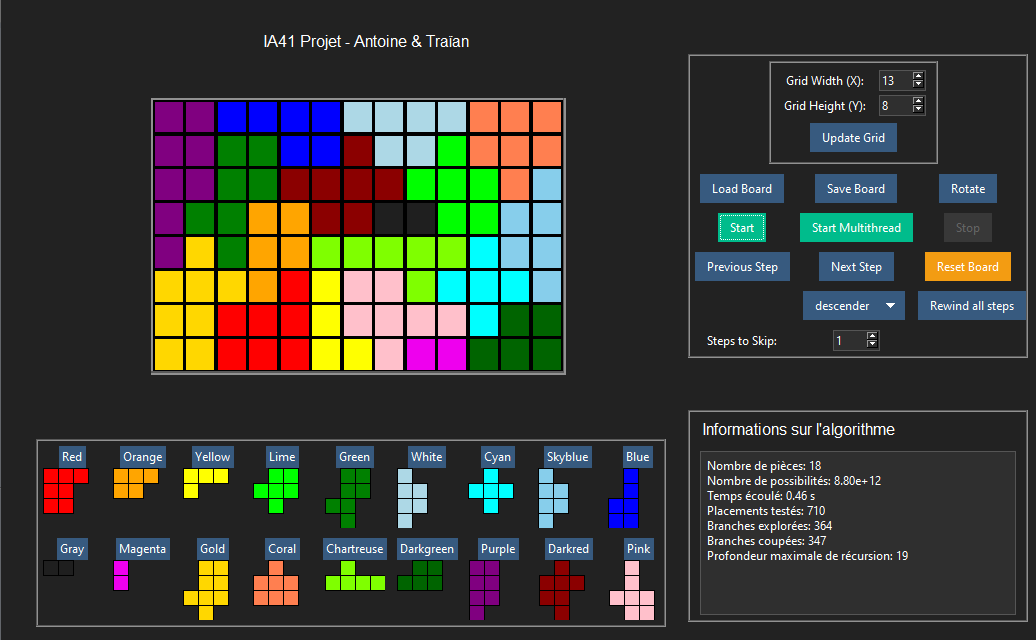 IA41 Projet - Antoine & Traïan
Grid Width (X): 13
Grid Height (Y): 8
Update Grid
Load Board Save Board Rotate
Start Start Multithread Stop
Previous Step Next Step Reset Board
descender Rewind all steps
Steps to Skip: 1
Red Orange Yellow Lime Green White Cyan Skyblue Blue
Gray Magenta Gold Coral Chartreuse Darkgreen Purple Darkred Pink
Informations sur l'algorithme
Nombre de pièces: 18
Nombre de possibilités: 8.80e+12
Temps écoulé: 0.46 s
Placements testés: 710
Branches explorées: 364
Branches coupées: 347
Profondeur maximale de récursion: 19